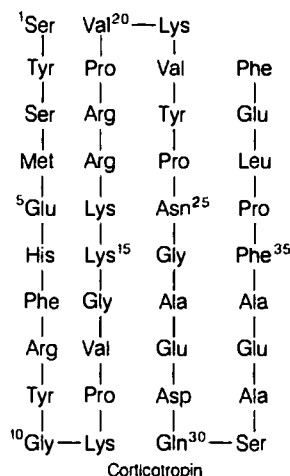 ¹Ser Val²⁰—Lys
Tyr Pro Val Phe
Ser Arg Tyr Glu
Met Arg Pro Leu
⁵Glu Lys Asn²⁵ Pro
His Lys¹⁵ Gly Phe³⁵
Phe Gly Ala Ala
Arg Val Glu Glu
Tyr Pro Asp Ala
¹⁰Gly—Lys Gln³⁰—Ser
Corticotropin